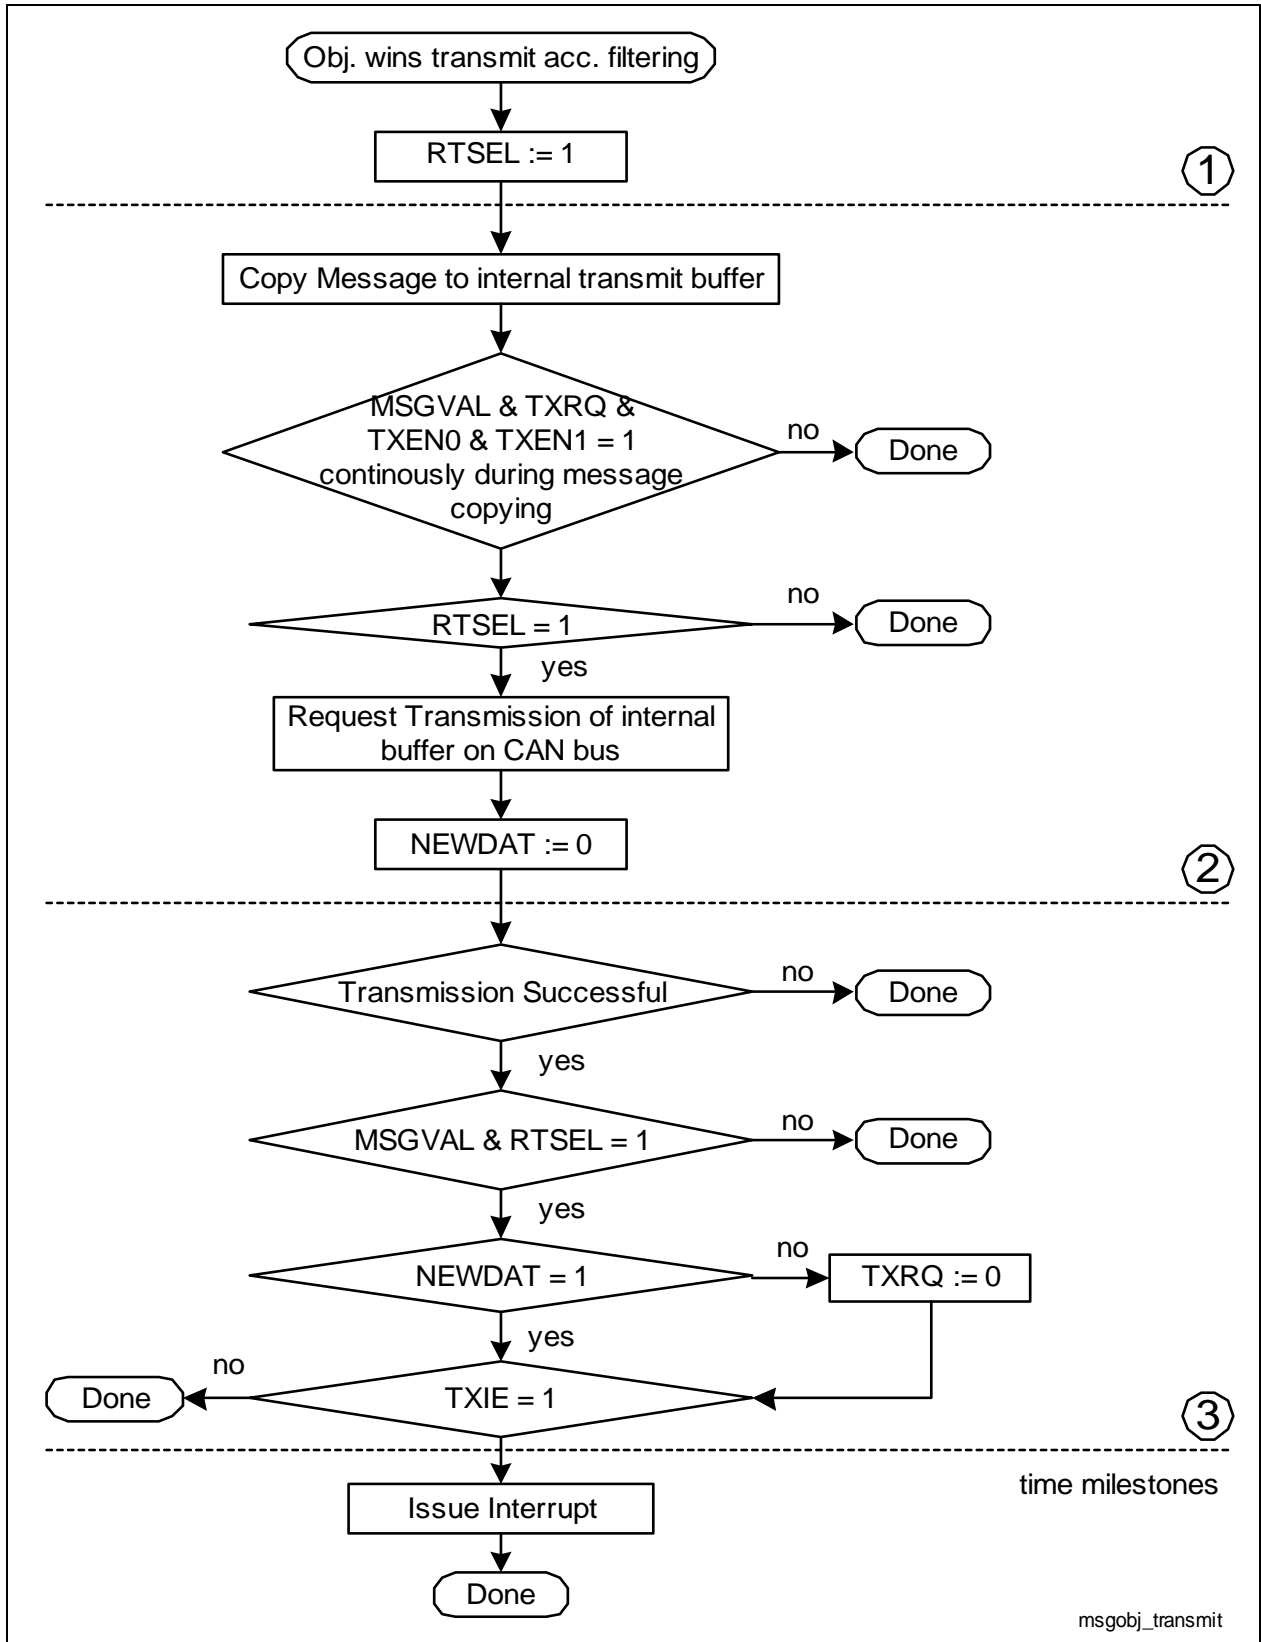 Obj. wins transmit acc. filtering
RTSEL := 1
1
Copy Message to internal transmit buffer
MSGVAL & TXRQ &
TXEN0 & TXEN1 = 1
continously during message
copying
no
Done
RTSEL = 1
no
Done
yes
Request Transmission of internal
buffer on CAN bus
NEWDAT := 0
2
Transmission Successful
no
Done
yes
MSGVAL & RTSEL = 1
no
Done
yes
NEWDAT = 1
no
TXRQ := 0
yes
TXIE = 1
no
Done
3
time milestones
Issue Interrupt
Done
msgobj_transmit